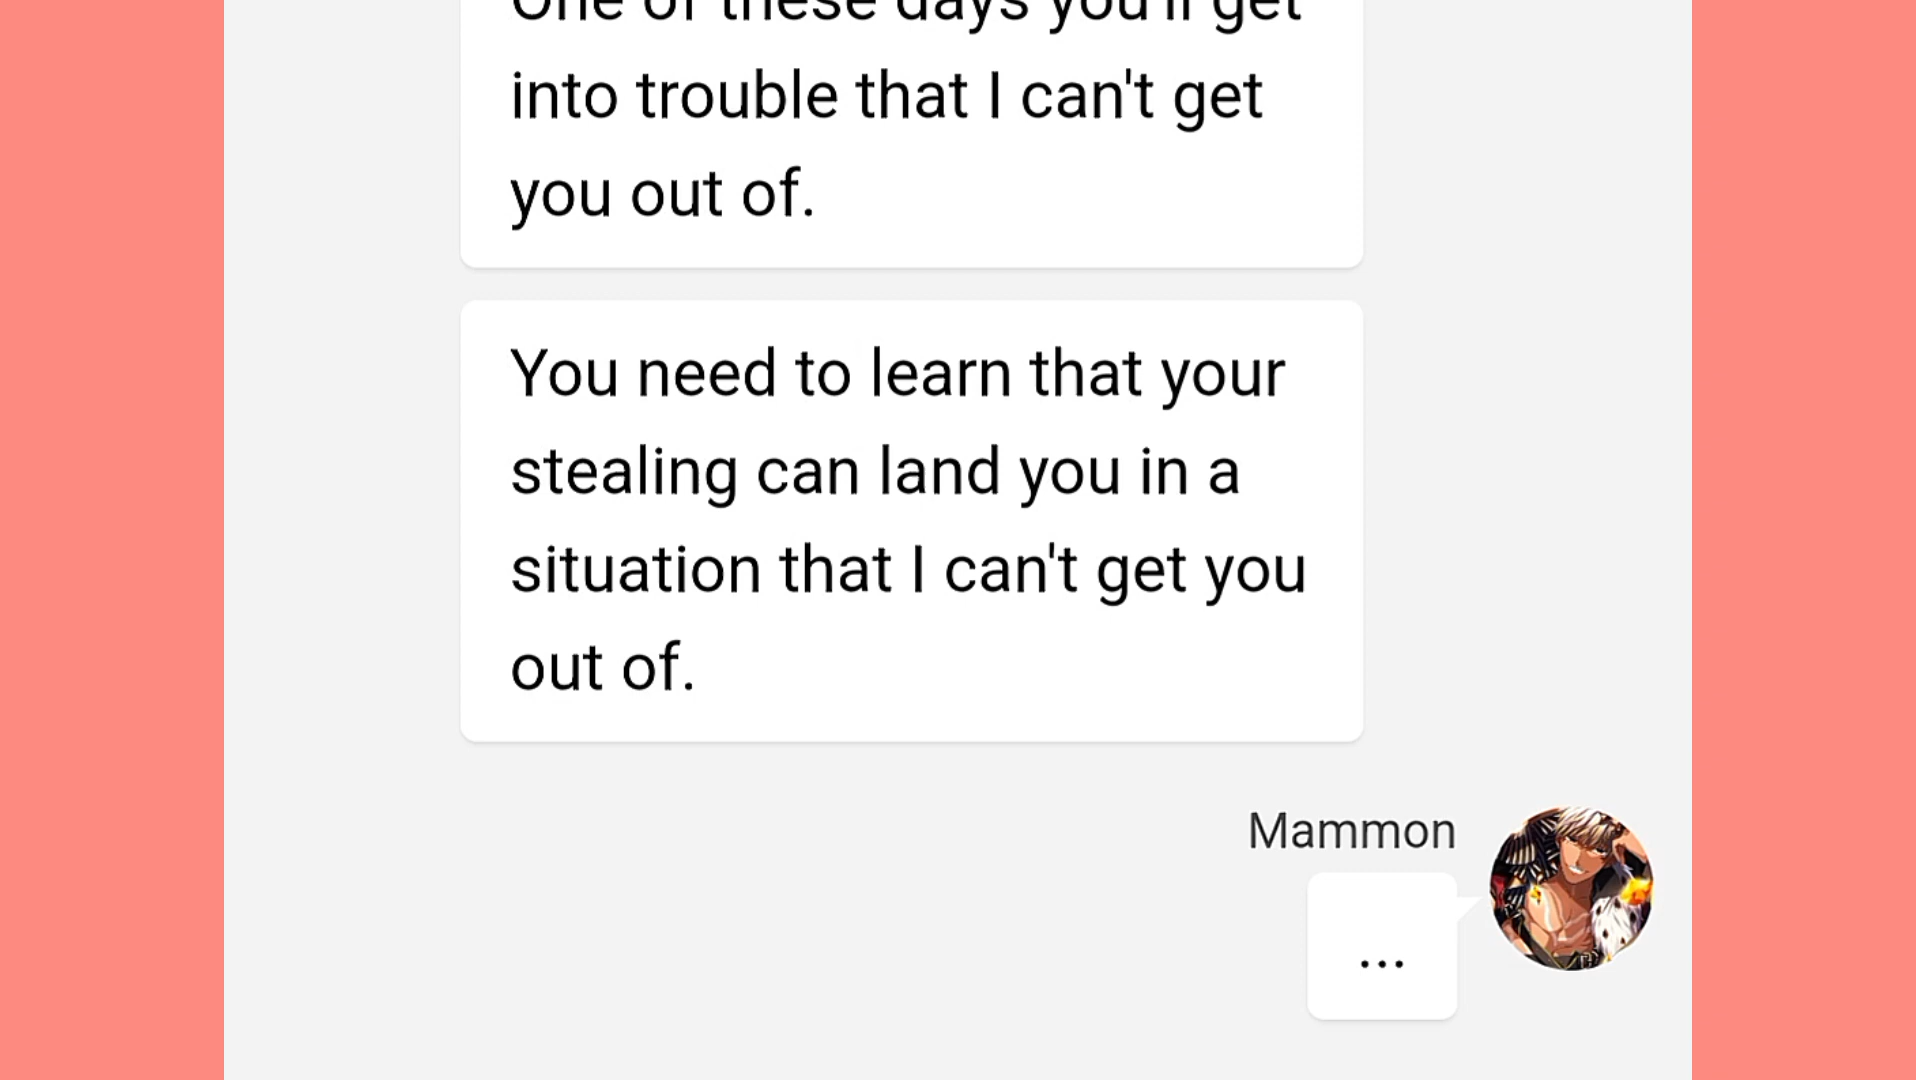 One of these days you'll get
into trouble that I can't get
you out of.
You need to learn that your
stealing can land you in a
situation that I can't get you
out of.
Mammon
...